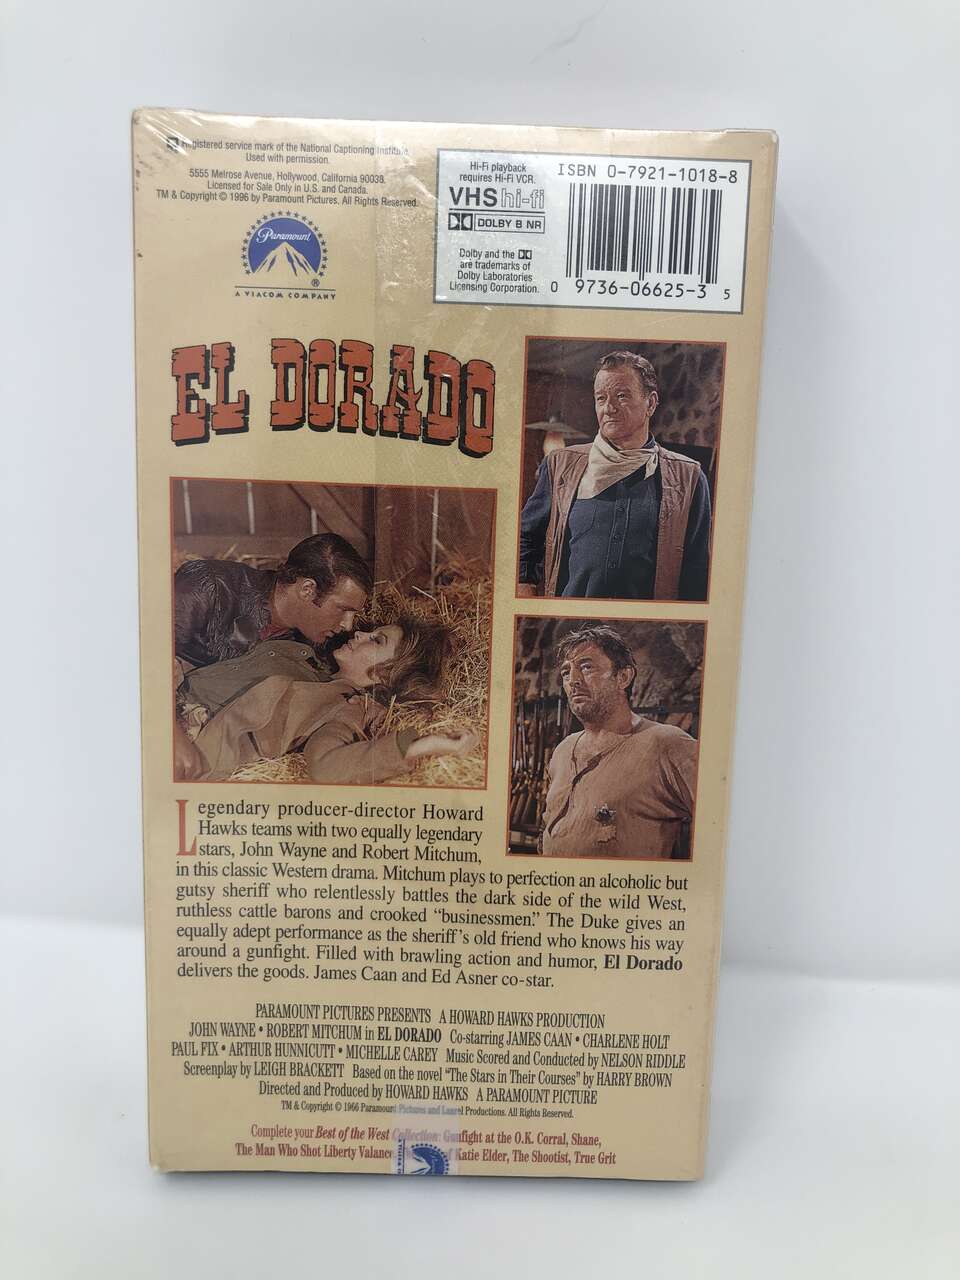 Registered service mark of the National Captioning Institute.
Used with permission.
5555 Melrose Avenue, Hollywood, California 90038.
Licensed for Sale Only in U.S. and Canada.
TM & Copyright © 1996 by Paramount Pictures. All Rights Reserved.
Paramount
®
A VIACOM COMPANY
Hi-Fi playback
requires Hi-Fi VCR.
VHS hi-fi
DOLBY B NR
Dolby and the
are trademarks of
Dolby Laboratories
Licensing Corporation.
ISBN 0-7921-1018-8
0 9736-06625-3 5
EL DORADO
Legendary producer-director Howard
Hawks teams with two equally legendary
stars, John Wayne and Robert Mitchum,
in this classic Western drama. Mitchum plays to perfection an alcoholic but
gutsy sheriff who relentlessly battles the dark side of the wild West,
ruthless cattle barons and crooked “businessmen.” The Duke gives an
equally adept performance as the sheriff's old friend who knows his way
around a gunfight. Filled with brawling action and humor, El Dorado
delivers the goods. James Caan and Ed Asner co-star.
PARAMOUNT PICTURES PRESENTS A HOWARD HAWKS PRODUCTION
JOHN WAYNE • ROBERT MITCHUM in EL DORADO Co-starring JAMES CAAN • CHARLENE HOLT
PAUL FIX • ARTHUR HUNNICUTT • MICHELLE CAREY Music Scored and Conducted by NELSON RIDDLE
Screenplay by LEIGH BRACKETT Based on the novel “The Stars in Their Courses” by HARRY BROWN
Directed and Produced by HOWARD HAWKS A PARAMOUNT PICTURE
TM & Copyright © 1966 Paramount Pictures and Laurel Productions. All Rights Reserved.
Complete your Best of the West Collection: Gunfight at the O.K. Corral, Shane,
The Man Who Shot Liberty Valance, of Katie Elder, The Shootist, True Grit